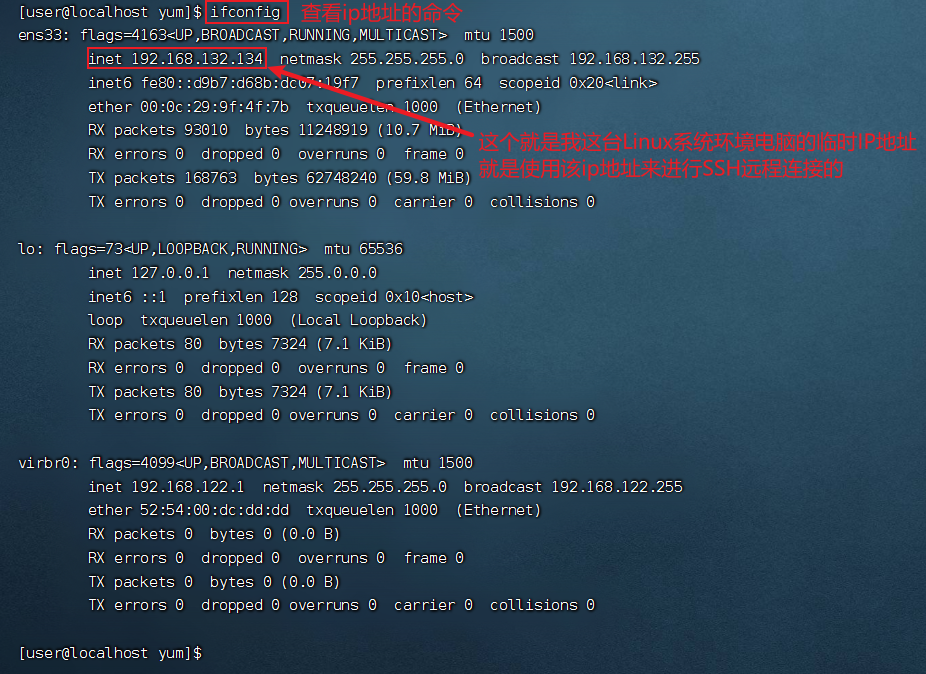 [user@localhost yum]$ ifconfig 查看ip地址的命令
ens33: flags=4163<UP,BROADCAST,RUNNING,MULTICAST>  mtu 1500
inet 192.168.132.134  netmask 255.255.255.0  broadcast 192.168.132.255
inet6 fe80::d9b7:d68b:dc07:19f7  prefixlen 64  scopeid 0x20<link>
ether 00:0c:29:9f:4f:7b  txqueuelen 1000  (Ethernet)
RX packets 93010  bytes 11248919 (10.7 MiB)
这个就是我这台Linux系统环境电脑的临时IP地址
RX errors 0  dropped 0  overruns 0  frame 0
就是使用该ip地址来进行SSH远程连接的
TX packets 168763  bytes 62748240 (59.8 MiB)
TX errors 0  dropped 0 overruns 0  carrier 0  collisions 0
lo: flags=73<UP,LOOPBACK,RUNNING>  mtu 65536
inet 127.0.0.1  netmask 255.0.0.0
inet6 ::1  prefixlen 128  scopeid 0x10<host>
loop  txqueuelen 1000  (Local Loopback)
RX packets 80  bytes 7324 (7.1 KiB)
RX errors 0  dropped 0  overruns 0  frame 0
TX packets 80  bytes 7324 (7.1 KiB)
TX errors 0  dropped 0 overruns 0  carrier 0  collisions 0
virbr0: flags=4099<UP,BROADCAST,MULTICAST>  mtu 1500
inet 192.168.122.1  netmask 255.255.255.0  broadcast 192.168.122.255
ether 52:54:00:dc:dd:dd  txqueuelen 1000  (Ethernet)
RX packets 0  bytes 0 (0.0 B)
RX errors 0  dropped 0  overruns 0  frame 0
TX packets 0  bytes 0 (0.0 B)
TX errors 0  dropped 0 overruns 0  carrier 0  collisions 0
[user@localhost yum]$